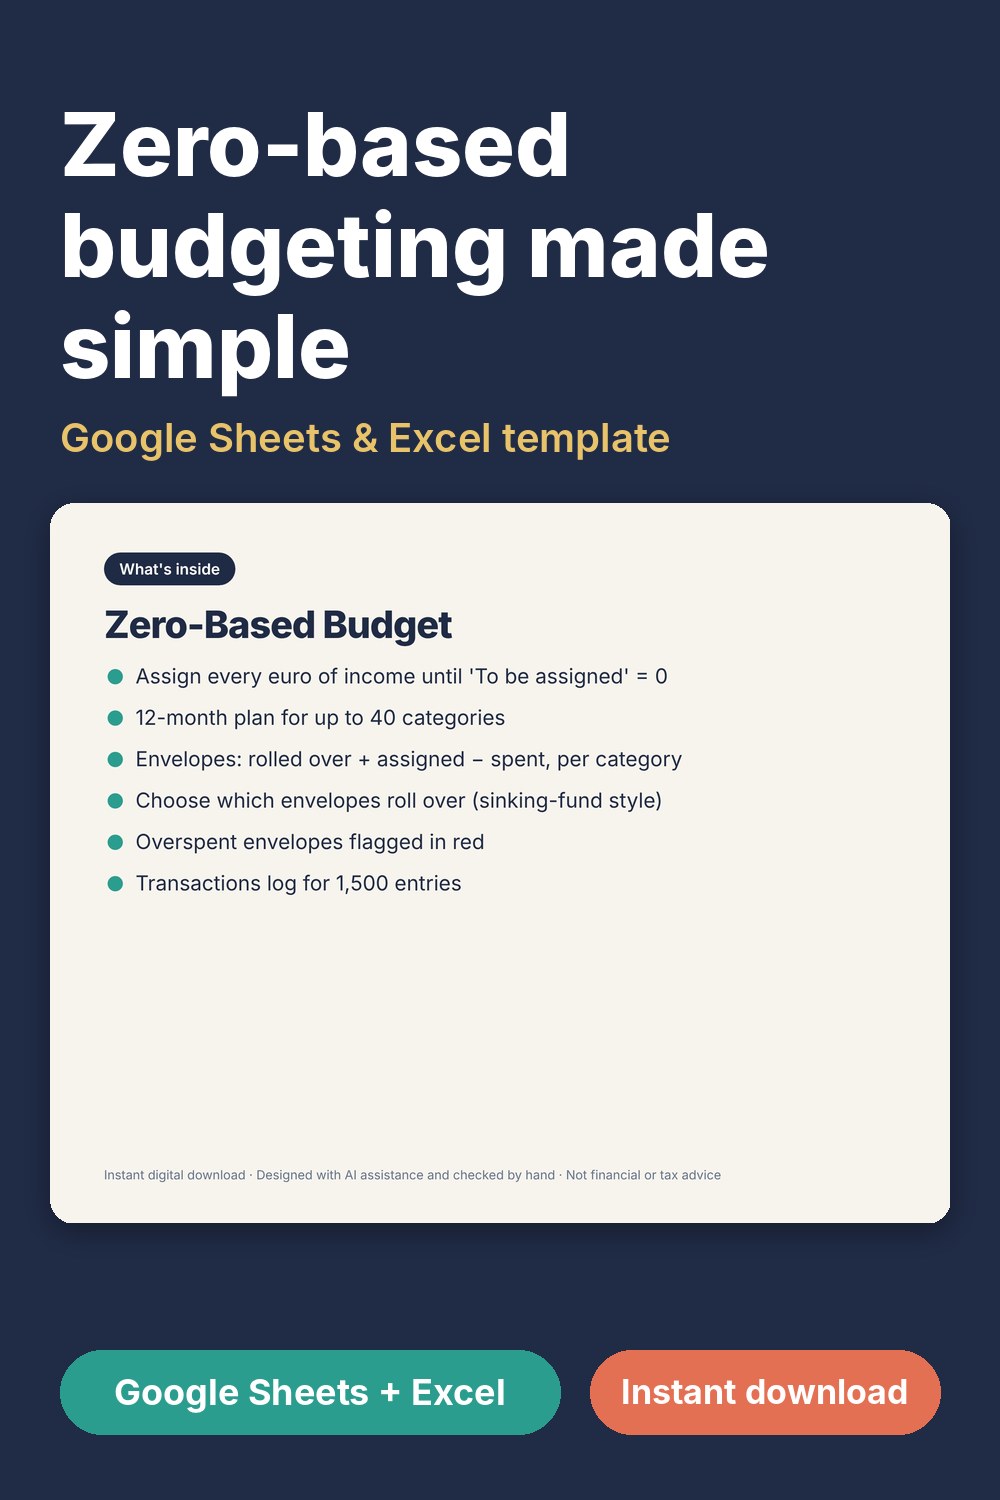 Zero-based
budgeting made
simple
Google Sheets & Excel template
What's inside
Zero-Based Budget
Assign every euro of income until 'To be assigned' = 0
12-month plan for up to 40 categories
Envelopes: rolled over + assigned − spent, per category
Choose which envelopes roll over (sinking-fund style)
Overspent envelopes flagged in red
Transactions log for 1,500 entries
Instant digital download · Designed with AI assistance and checked by hand · Not financial or tax advice
Google Sheets + Excel
Instant download